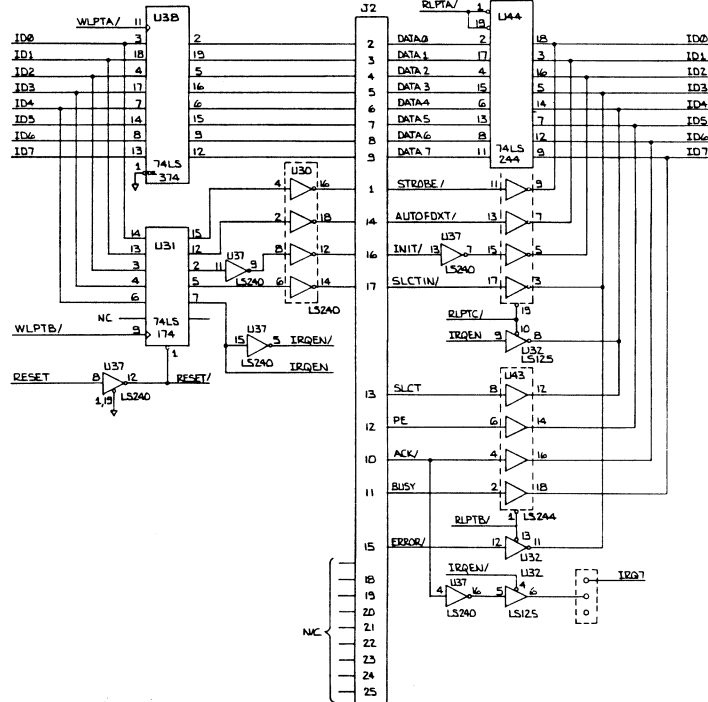 J2
RLPTA/ 1 U44
19
WLPTA/ 11 U38
ID0 3 2 2 DATA0 2 18 ID0
ID1 18 19 3 DATA1 17 3 ID1
ID2 4 5 4 DATA2 4 16 ID2
ID3 17 16 5 DATA3 15 5 ID3
ID4 7 6 6 DATA4 6 14 ID4
ID5 14 15 7 DATA5 13 7 ID5
ID6 8 9 8 DATA6 8 12 ID6
ID7 13 12 9 DATA7 11 9 ID7
1 74LS 374
74LS 244
U30
4 16 1 STROBE/ 11 9
2 18 14 AUTOFDXT/ 13 7
14 U31 15
13 12
3 2 11 U37 9 8 12 16 INIT/ 13 U37 7 15 5
LS240
LS240
4 5 6 14 17 SLCTIN/ 17 3
LS240
6 7
NC 74LS 174
WLPTB/ 9
1
15 U37 5 IRQEN/
LS240
IRQEN
RESET 8 U37 12 RESET/
1,19 LS240
19
RLPTC/
IRQEN 9 10 8
U32
LS125
U43
13 SLCT 8 12
12 PE 6 14
10 ACK/ 4 16
11 BUSY 2 18
1 LS244
RLPTB/
15 ERROR/ 12 13 11
U32
IRQEN/ U32
4 U37 16 5 4 6 IRQ7
LS240 LS125
N/C
18
19
20
21
22
23
24
25